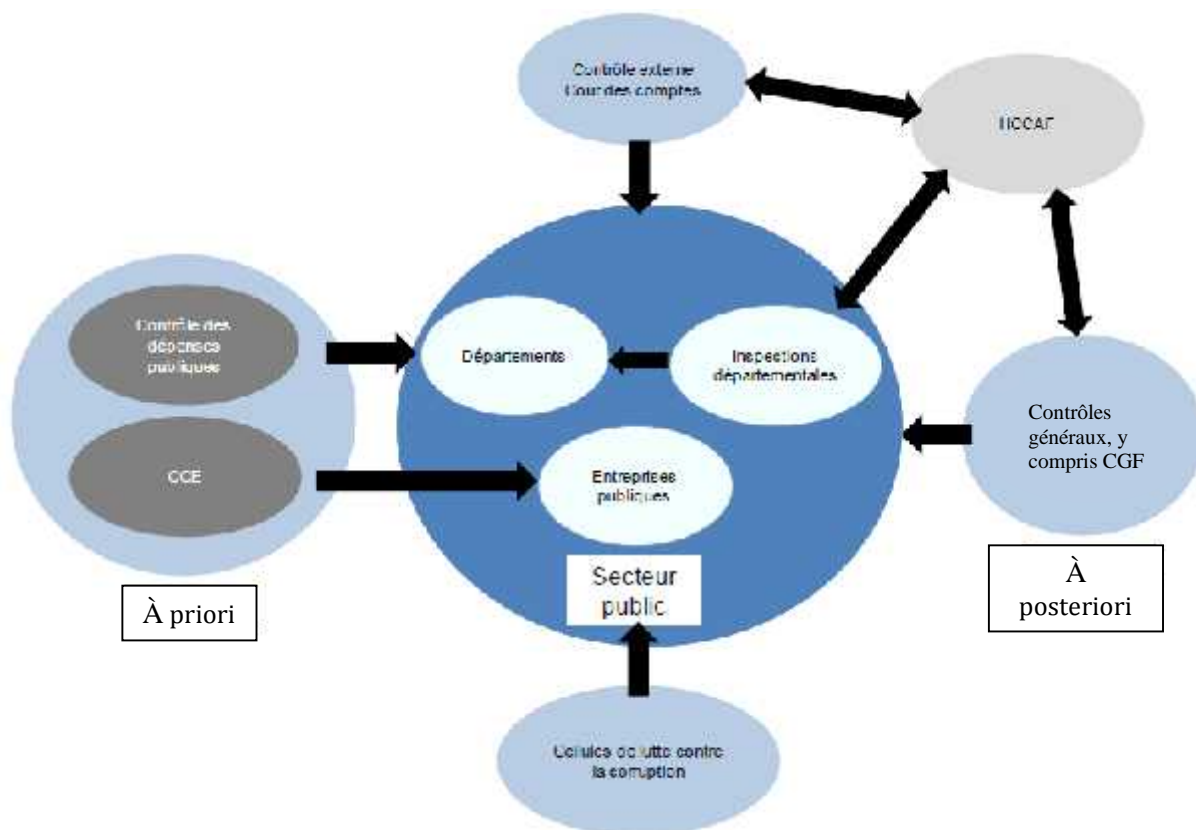 Contrôle externe
Cour des comptes
HCCAF
Contrôle des
dépenses
publiques
Départements
Inspections
départementales
Contrôles
généraux, y
compris CGF
Entreprises
publiques
Secteur
public
À priori
À
posteriori
Cellules de lutte contre
la corruption